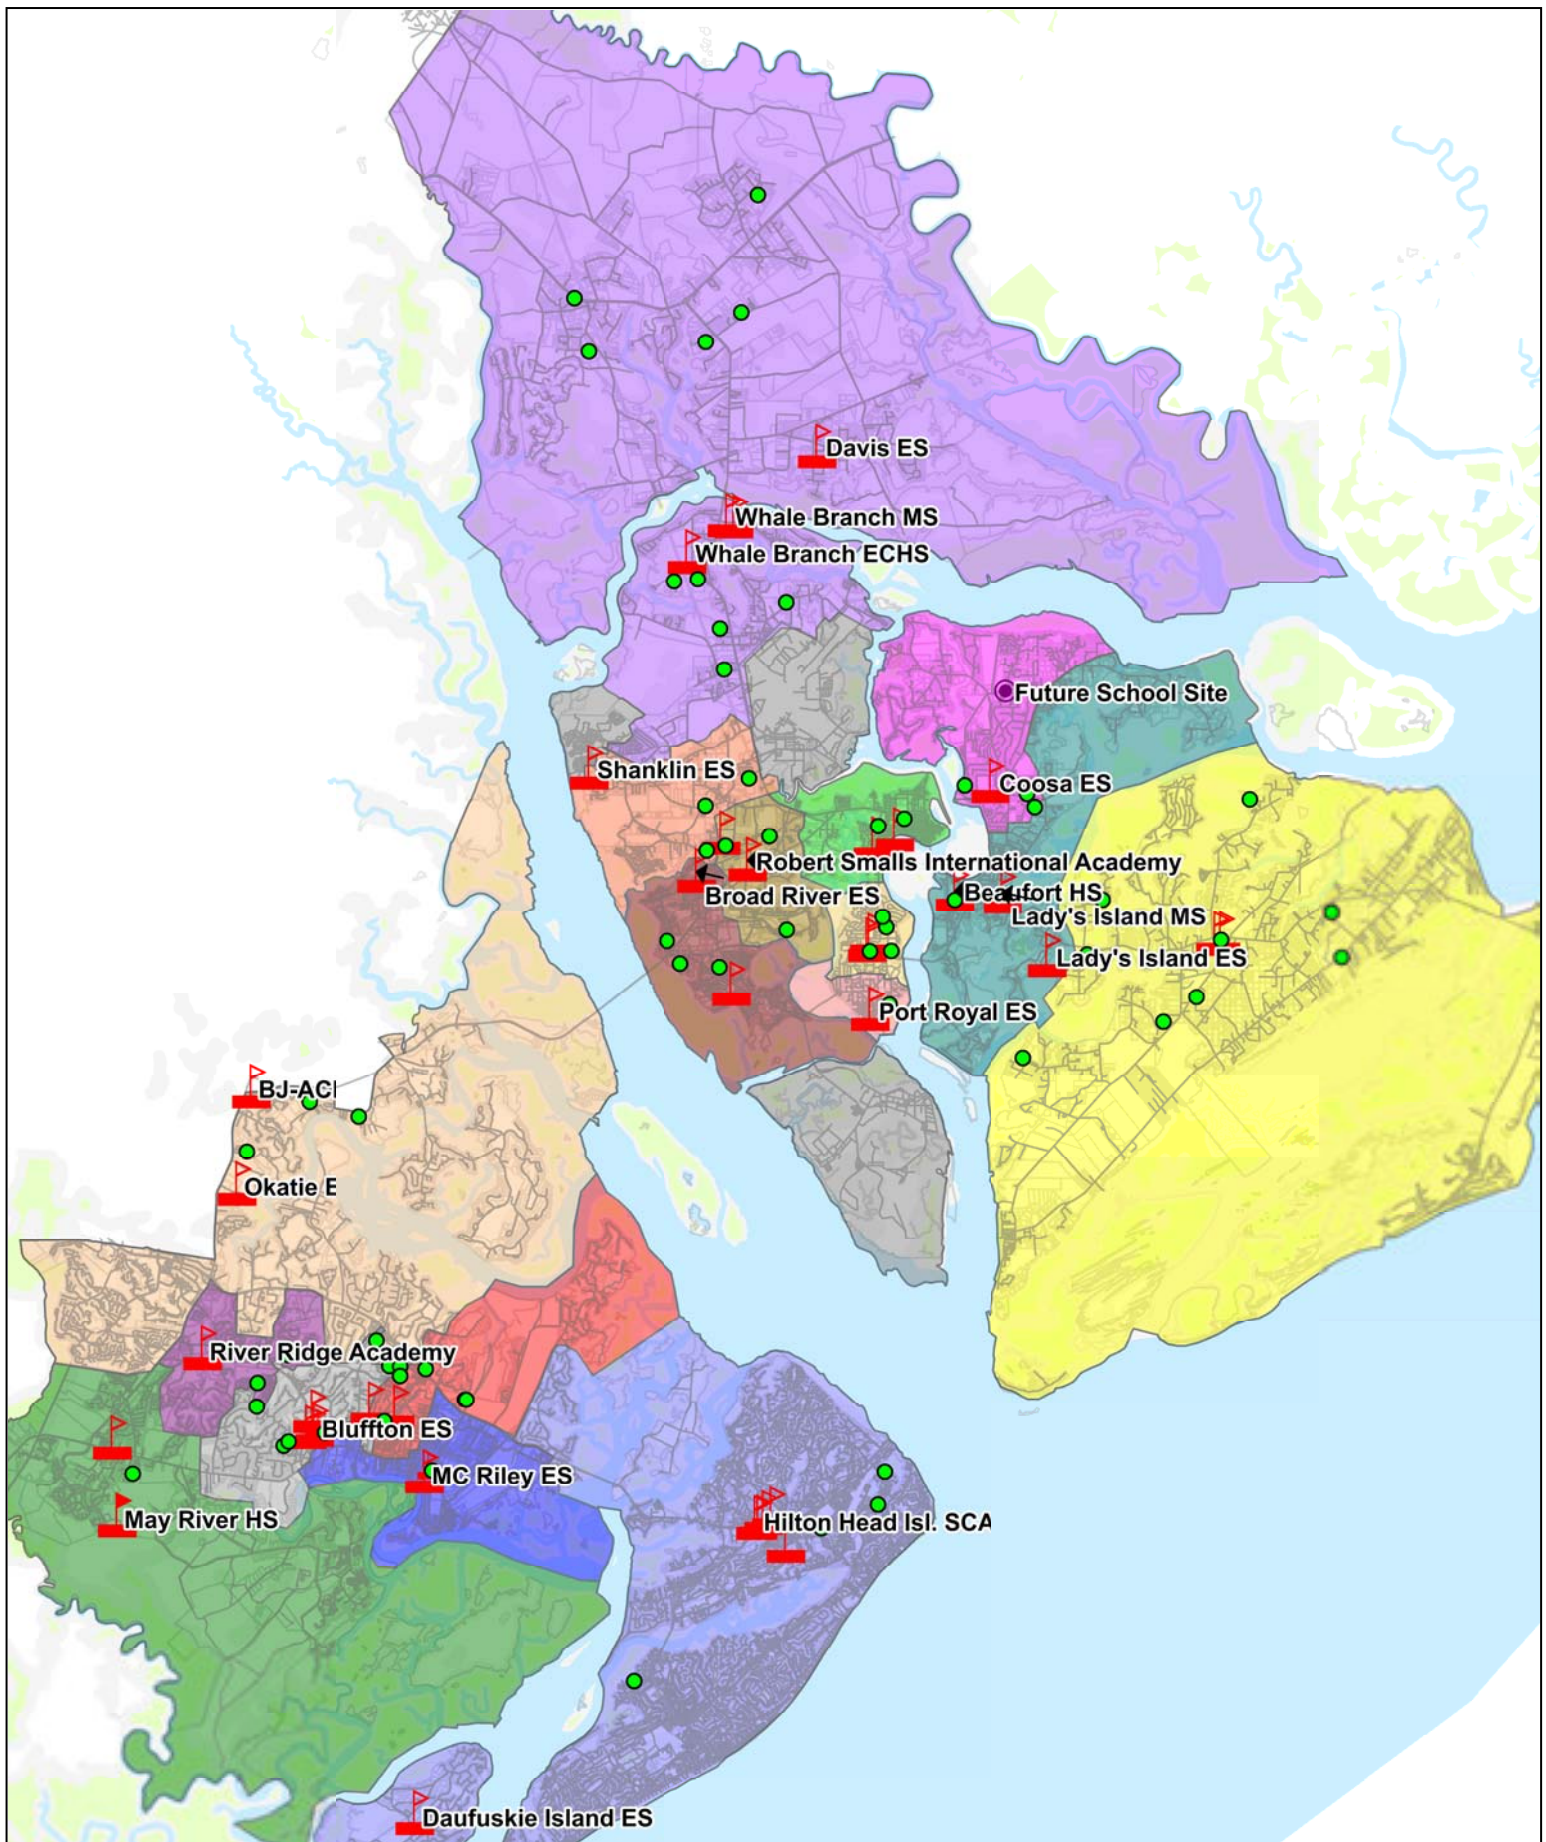 Davis ES
Whale Branch MS
Whale Branch ECHS
Future School Site
Shanklin ES
Coosa ES
Robert Smalls International Academy
Broad River ES
Beaufort HS
Lady's Island MS
Lady's Island ES
Port Royal ES
BJ-ACI
Okatie E
River Ridge Academy
Bluffton ES
MC Riley ES
May River HS
Hilton Head Isl. SCA
Daufuskie Island ES